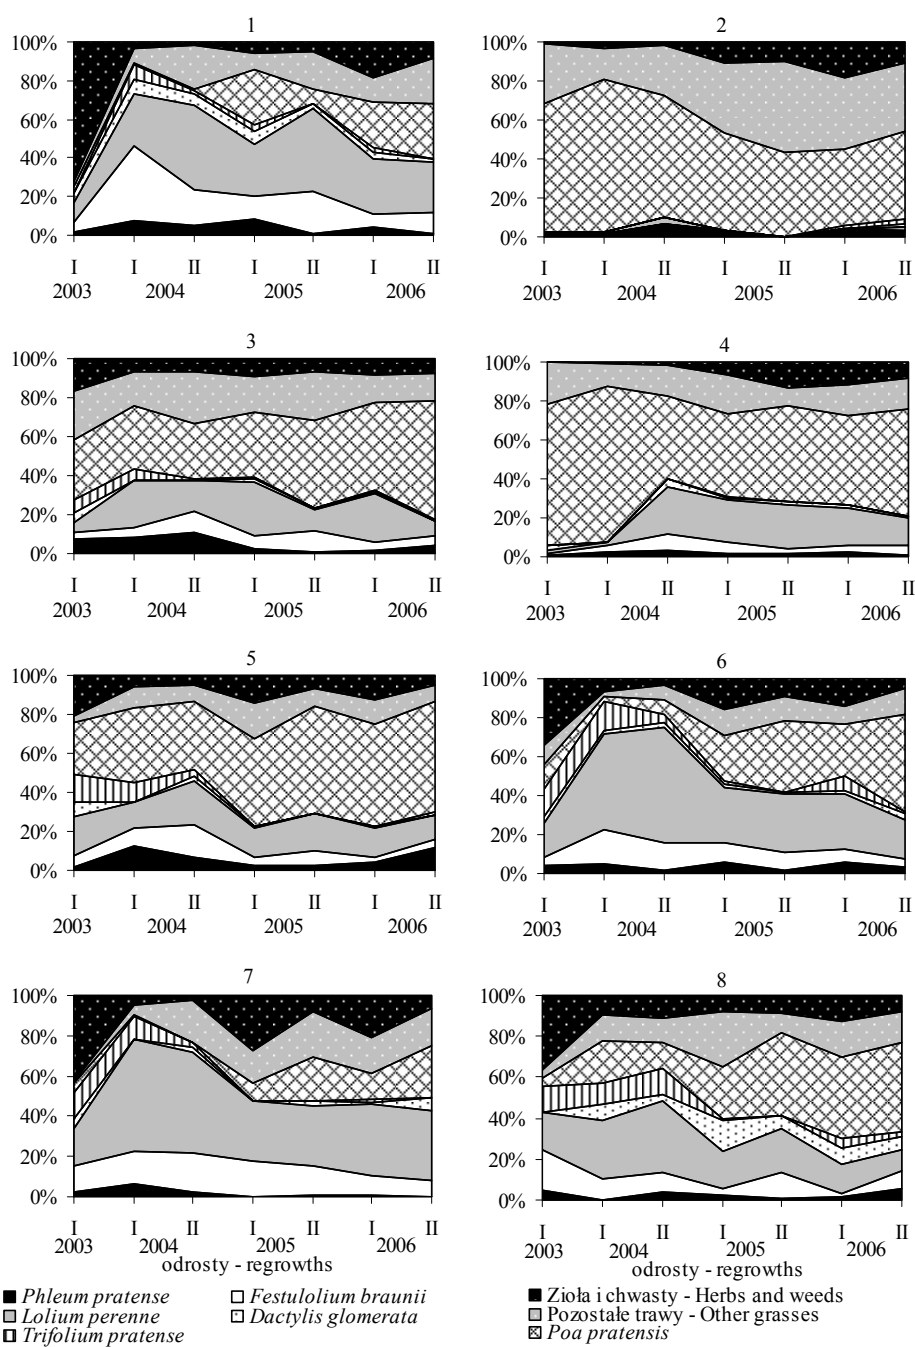 1
100%
80%
60%
40%
20%
0%
I I II I II I II
2003 2004 2005 2006
2
100%
80%
60%
40%
20%
0%
I I II I II I II
2003 2004 2005 2006
3
100%
80%
60%
40%
20%
0%
I I II I II I II
2003 2004 2005 2006
4
100%
80%
60%
40%
20%
0%
I I II I II I II
2003 2004 2005 2006
5
100%
80%
60%
40%
20%
0%
I I II I II I II
2003 2004 2005 2006
6
100%
80%
60%
40%
20%
0%
I I II I II I II
2003 2004 2005 2006
7
100%
80%
60%
40%
20%
0%
I I II I II I II
2003 2004 2005 2006
odrosty - regrowths
8
100%
80%
60%
40%
20%
0%
I I II I II I II
2003 2004 2005 2006
odrosty - regrowths
Phleum pratense
Festulolium braunii
Lolium perenne
Dactylis glomerata
Trifolium pratense
Zioła i chwasty - Herbs and weeds
Pozostałe trawy - Other grasses
Poa pratensis